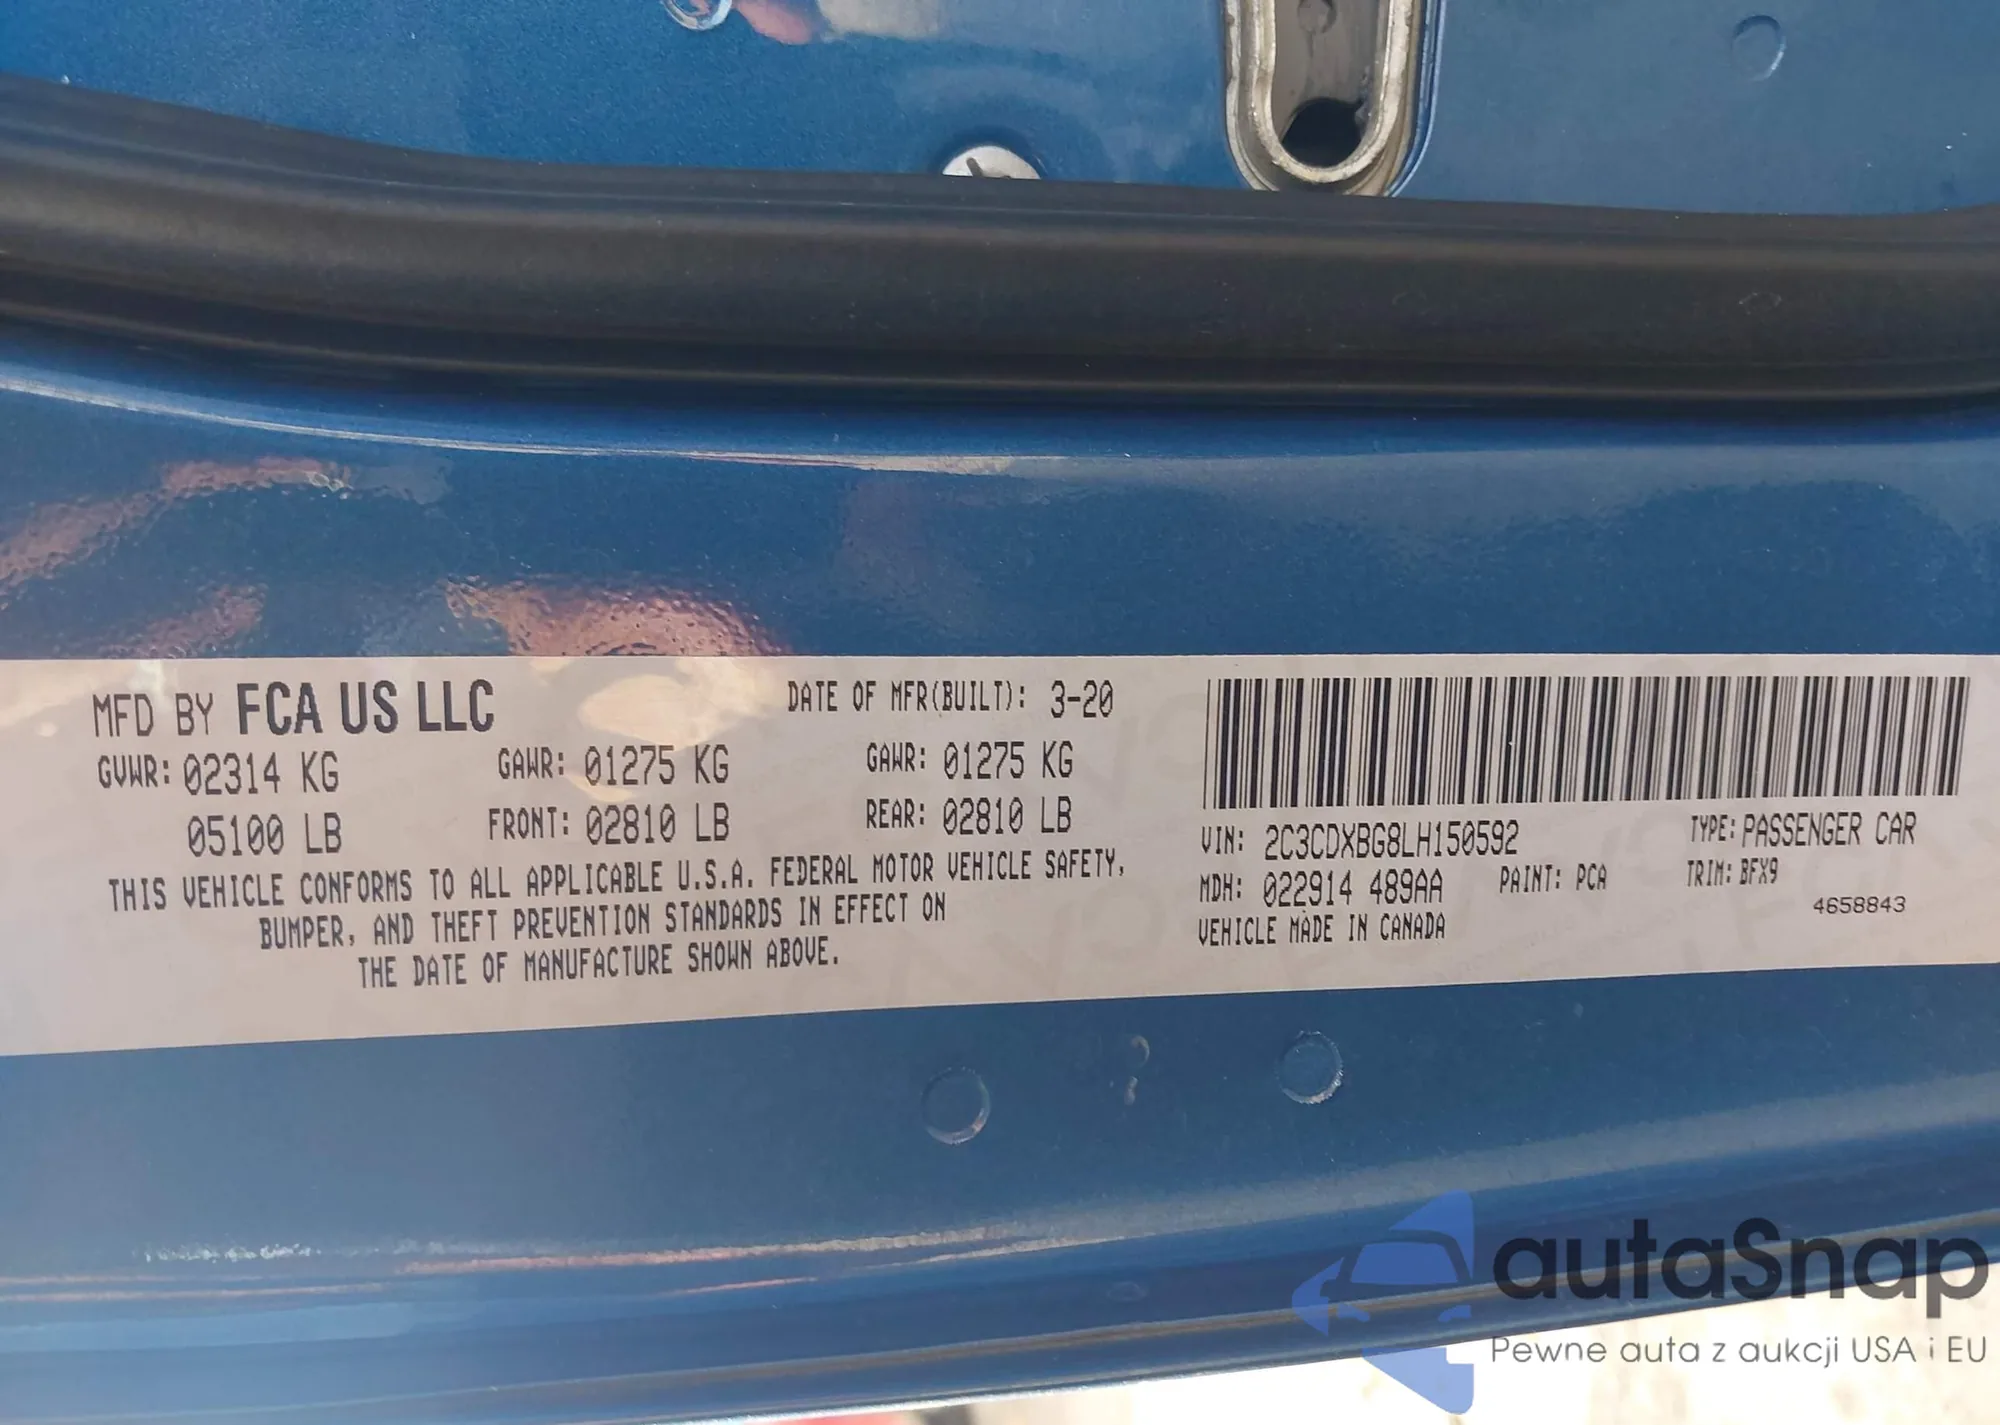 MFD BY FCA US LLC DATE OF MFR(BUILT): 3-20
GVWR: 02314 KG GAWR: 01275 KG GAWR: 01275 KG
05100 LB FRONT: 02810 LB REAR: 02810 LB
THIS VEHICLE CONFORMS TO ALL APPLICABLE U.S.A. FEDERAL MOTOR VEHICLE SAFETY,
BUMPER, AND THEFT PREVENTION STANDARDS IN EFFECT ON
THE DATE OF MANUFACTURE SHOWN ABOVE.
VIN: 2C3CDXBG8LH150592 TYPE: PASSENGER CAR
MDH: 022914 489AA PAINT: PCA TRIM: BFX9
VEHICLE MADE IN CANADA 4658843
autaSnap
Pewne auta z aukcji USA i EU